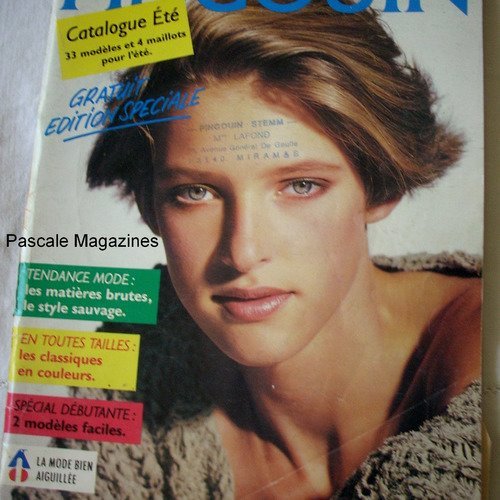 PINGOUIN
Catalogue Été
33 modèles et 4 maillots
pour l'été.
GRATUIT
EDITION SPECIALE
PINGOUIN STEMM
Mme LAFOND
Avenue Général De Gaulle
13140 MIRAMAS
Pascale Magazines
TENDANCE MODE :
les matières brutes,
le style sauvage.
EN TOUTES TAILLES :
les classiques
en couleurs.
SPÉCIAL DÉBUTANTE :
2 modèles faciles.
LA MODE BIEN
AIGUILLÉE